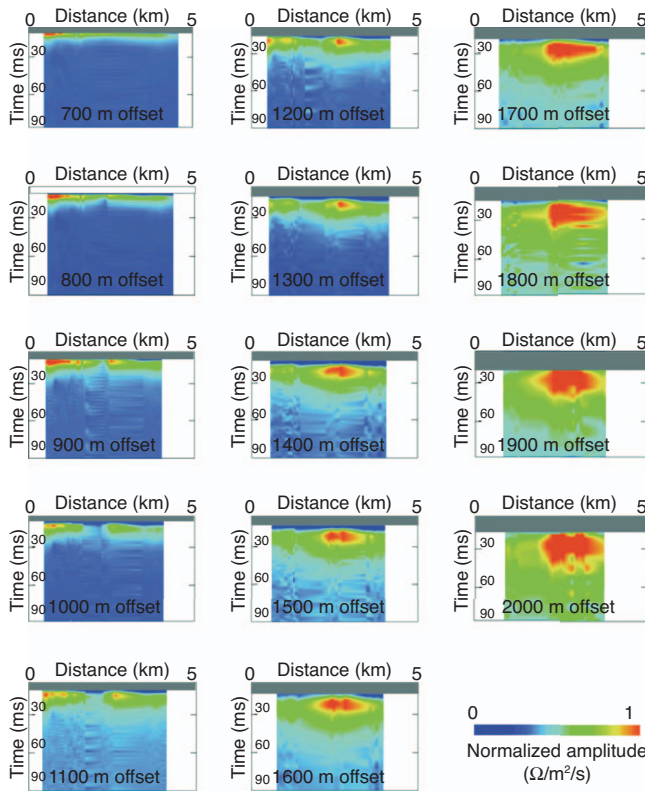 0 Distance (km) 5
Time (ms)
30
60
90
700 m offset
0 Distance (km) 5
Time (ms)
30
60
90
1200 m offset
0 Distance (km) 5
Time (ms)
30
60
90
1700 m offset
0 Distance (km) 5
Time (ms)
30
60
90
800 m offset
0 Distance (km) 5
Time (ms)
30
60
90
1300 m offset
0 Distance (km) 5
Time (ms)
30
60
90
1800 m offset
0 Distance (km) 5
Time (ms)
30
60
90
900 m offset
0 Distance (km) 5
Time (ms)
30
60
90
1400 m offset
0 Distance (km) 5
Time (ms)
30
60
90
1900 m offset
0 Distance (km) 5
Time (ms)
30
60
90
1000 m offset
0 Distance (km) 5
Time (ms)
30
60
90
1500 m offset
0 Distance (km) 5
Time (ms)
30
60
90
2000 m offset
0 Distance (km) 5
Time (ms)
30
60
90
1100 m offset
0 Distance (km) 5
Time (ms)
30
60
90
1600 m offset
0 1
Normalized amplitude
(Ω/m²/s)